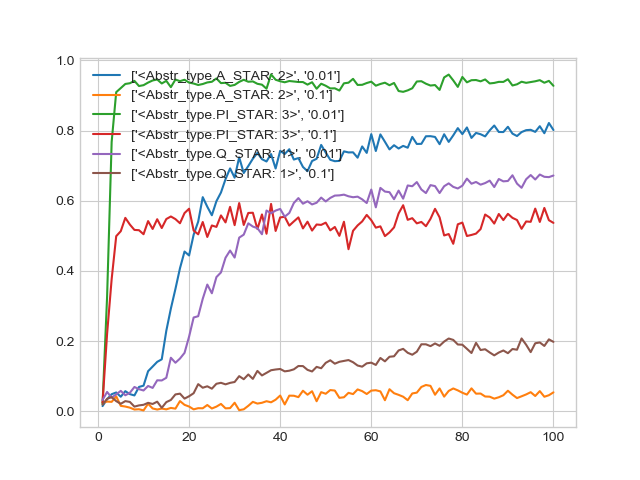 1.0
0.8
0.6
0.4
0.2
0.0
['<Abstr_type.A_STAR: 2>', '0.01']
['<Abstr_type.A_STAR: 2>', '0.1']
['<Abstr_type.PI_STAR: 3>', '0.01']
['<Abstr_type.PI_STAR: 3>', '0.1']
['<Abstr_type.Q_STAR: 1>', '0.01']
['<Abstr_type.Q_STAR: 1>', '0.1']
0 20 40 60 80 100